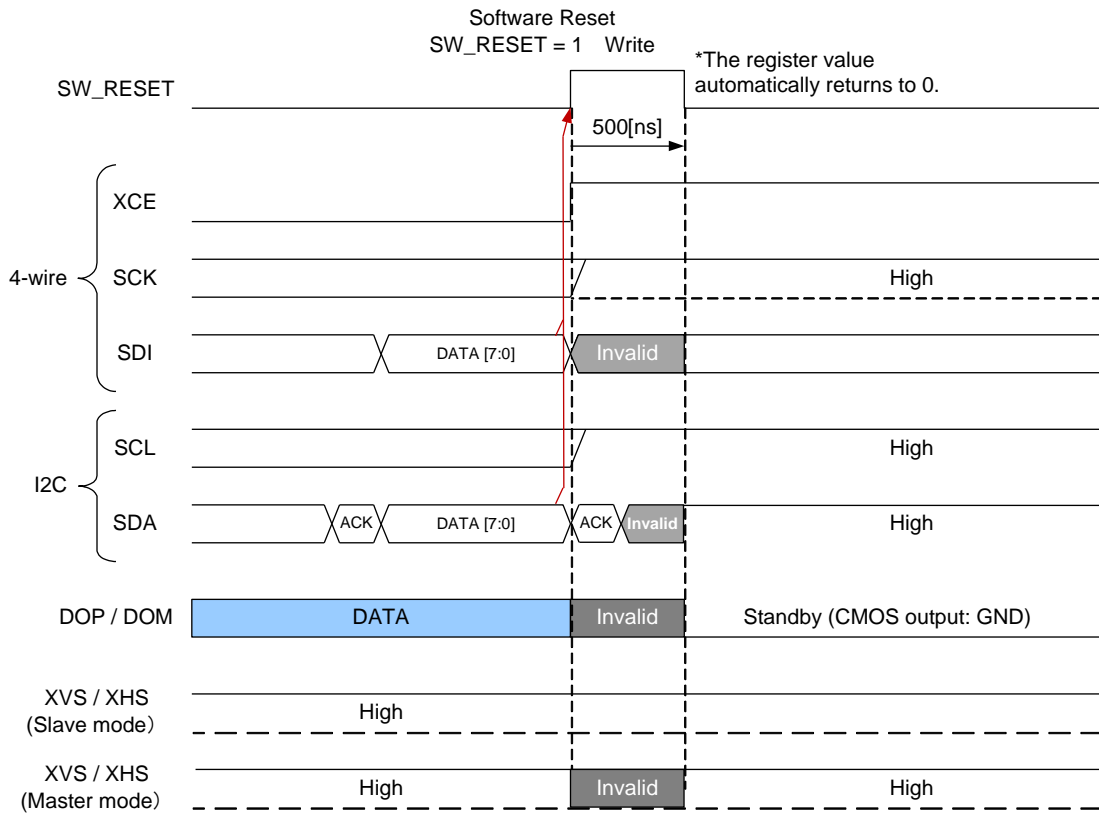 Software Reset
SW_RESET = 1 Write
*The register value
automatically returns to 0.
SW_RESET
500[ns]
XCE
4-wire
SCK
High
SDI
DATA [7:0]
Invalid
SCL
High
I2C
SDA
ACK
DATA [7:0]
ACK
Invalid
High
DOP / DOM
DATA
Invalid
Standby (CMOS output: GND)
XVS / XHS
(Slave mode）
High
XVS / XHS
(Master mode）
High
Invalid
High